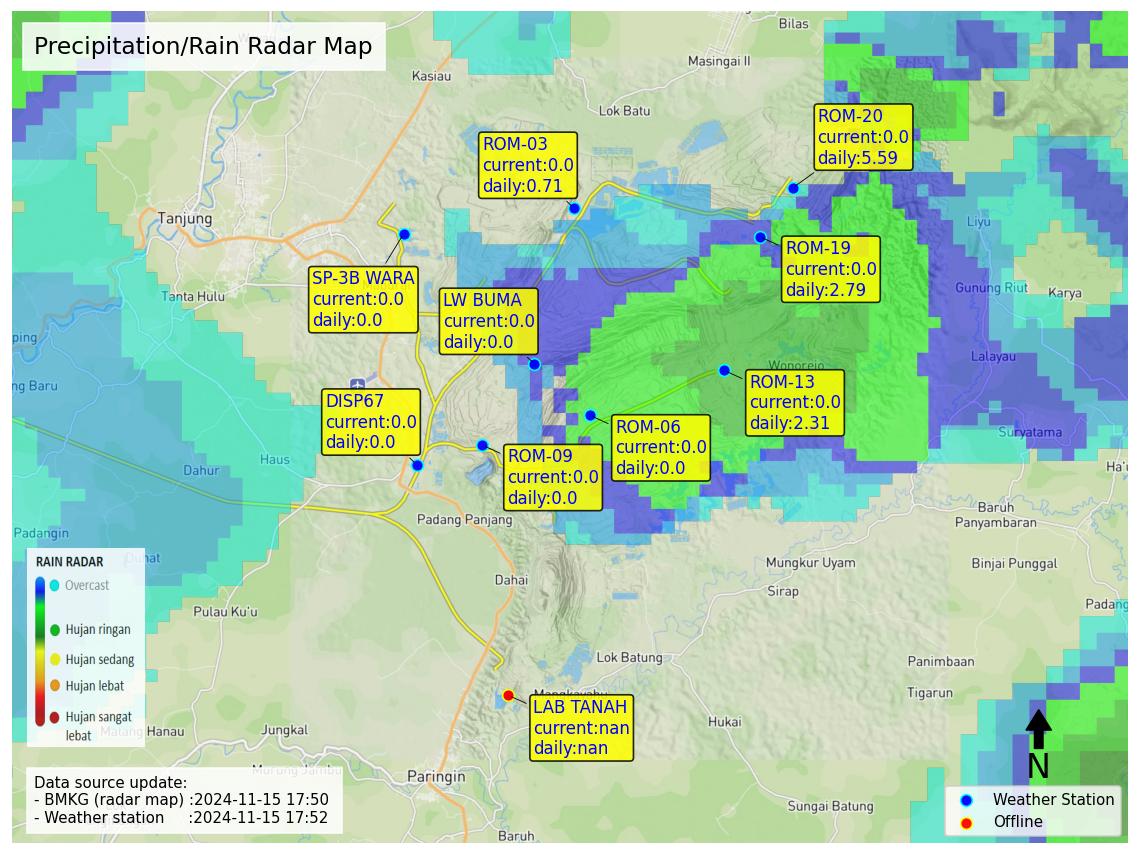 Precipitation/Rain Radar Map
Bilas
Masingai II
Kasiau
Lok Batu
ROM-20
current:0.0
daily:5.59
ROM-03
current:0.0
daily:0.71
Tanjung
Liyu
ROM-19
current:0.0
daily:2.79
SP-3B WARA
current:0.0
daily:0.0
Tanta Hulu
Gunung Riut
Karya
LW BUMA
current:0.0
daily:0.0
ping
Lalayau
Wonorejo
ng Baru
ROM-13
current:0.0
daily:2.31
DISP67
current:0.0
daily:0.0
ROM-06
current:0.0
daily:0.0
Suryatama
Haus
Dahur
ROM-09
current:0.0
daily:0.0
Ha'u
Padang Panjang
Baruh
Panyambaran
Padangin
RAIN RADAR
Overcast
Hujan ringan
Hujan sedang
Hujan lebat
Hujan sangat
lebat
Mungkur Uyam
Binjai Punggal
Dahai
Sirap
Pulau Ku'u
Padang
Lok Batung
Panimbaan
Tigarun
LAB TANAH
current:nan
daily:nan
Hukai
Jungkal
Hanau
Paringin
N
Data source update:
- BMKG (radar map) :2024-11-15 17:50
- Weather station :2024-11-15 17:52
Sungai Batung
Weather Station
Offline
Baruh